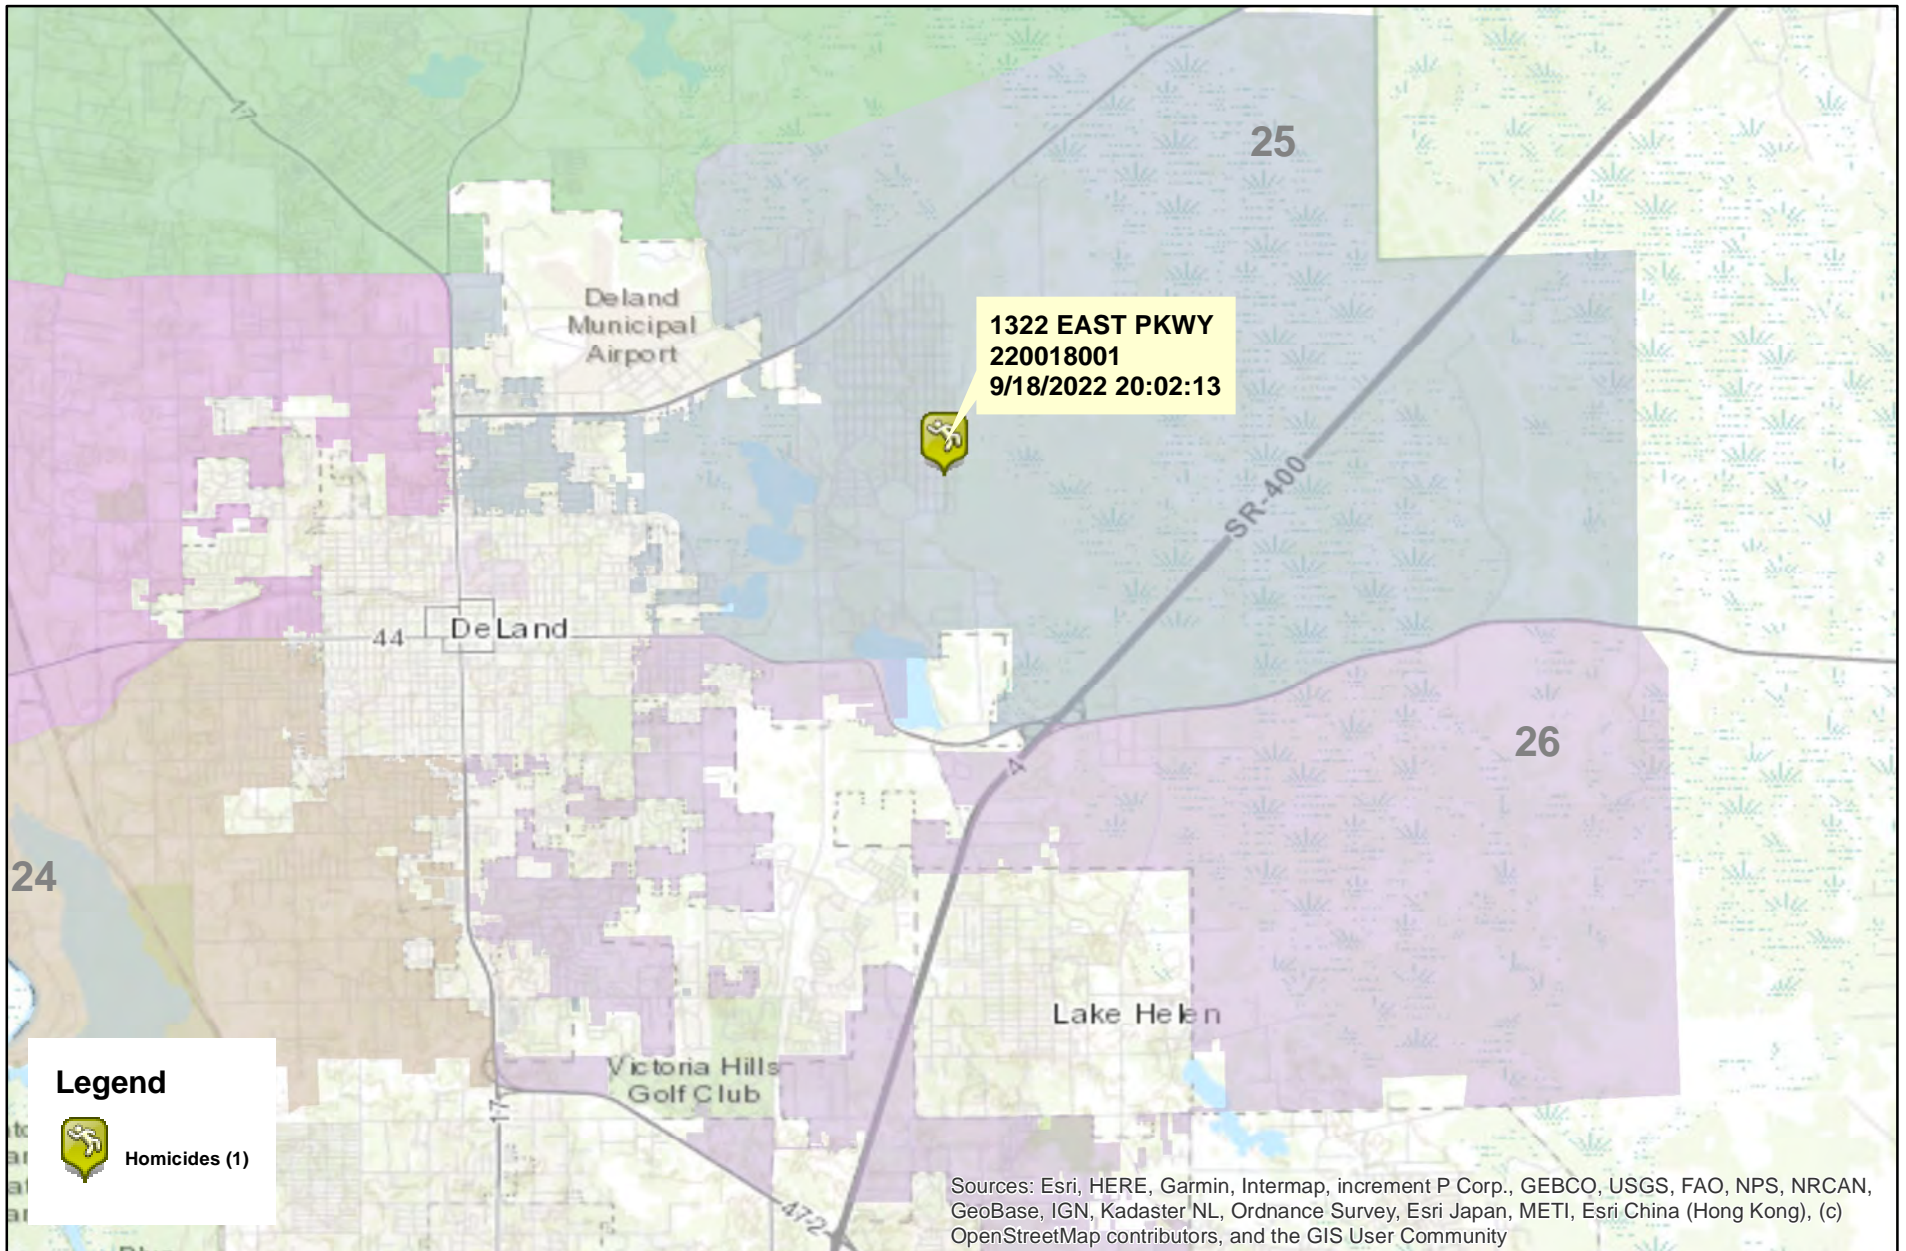 17
25
Deland
Municipal
Airport
1322 EAST PKWY
220018001
9/18/2022 20:02:13
SR-400
44
DeLand
26
4
24
Lake Helen
Victoria Hills
Golf Club
17
472
Legend
Homicides (1)
Sources: Esri, HERE, Garmin, Intermap, increment P Corp., GEBCO, USGS, FAO, NPS, NRCAN,
GeoBase, IGN, Kadaster NL, Ordnance Survey, Esri Japan, METI, Esri China (Hong Kong), (c)
OpenStreetMap contributors, and the GIS User Community